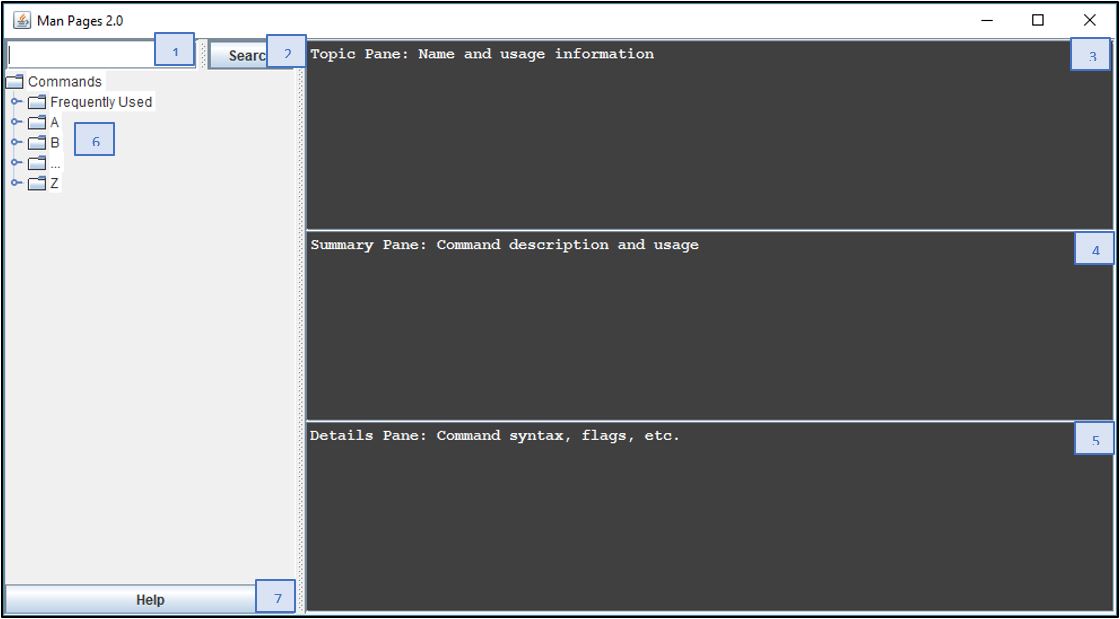 Man Pages 2.0
1
Searc
2
Topic Pane: Name and usage information
3
Commands
Frequently Used
A
B
...
Z
6
Summary Pane: Command description and usage
4
Details Pane: Command syntax, flags, etc.
5
Help
7